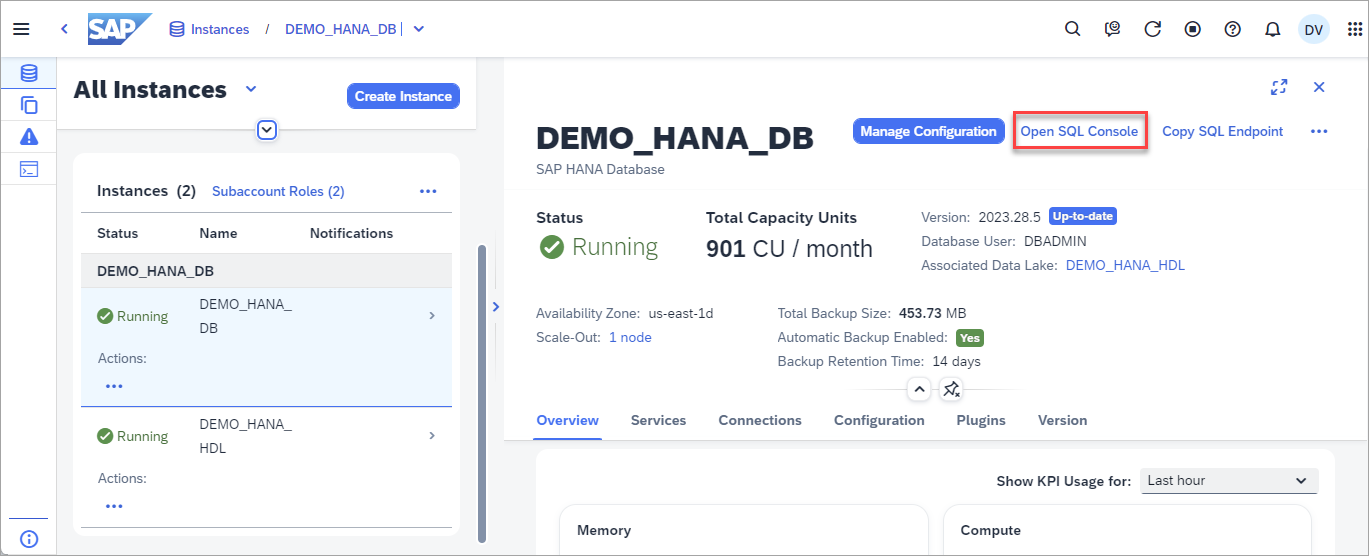 SAP Instances / DEMO_HANA_DB | DV
All Instances
Create Instance
Instances (2) Subaccount Roles (2) •••
Status Name Notifications
DEMO_HANA_DB
Running DEMO_HANA_
DB
Actions:
•••
Running DEMO_HANA_
HDL
Actions:
•••
DEMO_HANA_DB
Manage Configuration Open SQL Console Copy SQL Endpoint •••
SAP HANA Database
Status
Running
Total Capacity Units
901 CU / month
Version: 2023.28.5 Up-to-date
Database User: DBADMIN
Associated Data Lake: DEMO_HANA_HDL
Availability Zone: us-east-1d
Scale-Out: 1 node
Total Backup Size: 453.73 MB
Automatic Backup Enabled: Yes
Backup Retention Time: 14 days
Overview Services Connections Configuration Plugins Version
Show KPI Usage for: Last hour
Memory
Compute